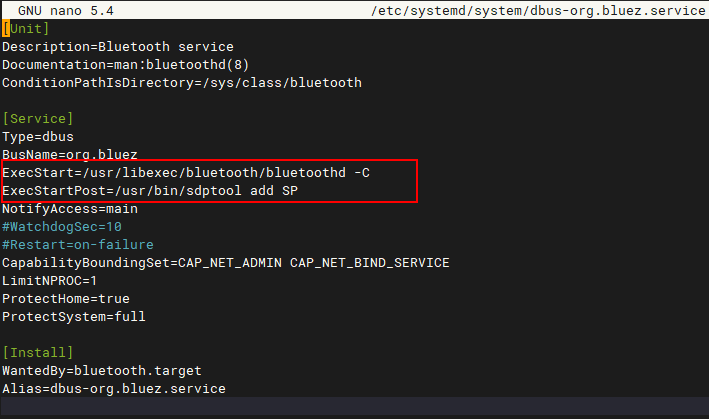 GNU nano 5.4 /etc/systemd/system/dbus-org.bluez.service
[Unit]
Description=Bluetooth service
Documentation=man:bluetoothd(8)
ConditionPathIsDirectory=/sys/class/bluetooth
[Service]
Type=dbus
BusName=org.bluez
ExecStart=/usr/libexec/bluetooth/bluetoothd -C
ExecStartPost=/usr/bin/sdptool add SP
NotifyAccess=main
#WatchdogSec=10
#Restart=on-failure
CapabilityBoundingSet=CAP_NET_ADMIN CAP_NET_BIND_SERVICE
LimitNPROC=1
ProtectHome=true
ProtectSystem=full
[Install]
WantedBy=bluetooth.target
Alias=dbus-org.bluez.service